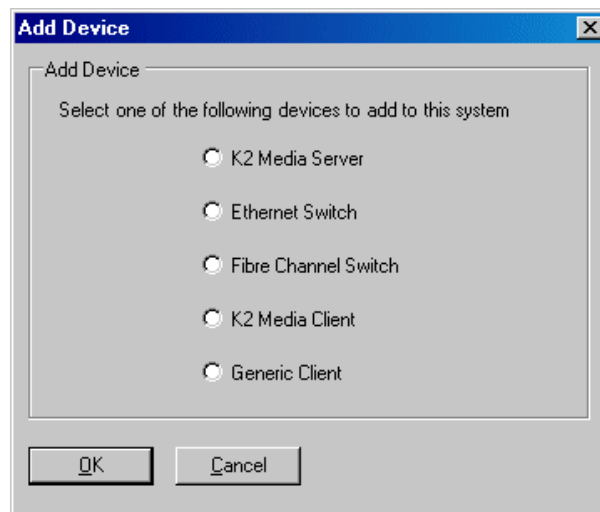 Add Device
Add Device
Select one of the following devices to add to this system
K2 Media Server
Ethernet Switch
Fibre Channel Switch
K2 Media Client
Generic Client
OK
Cancel